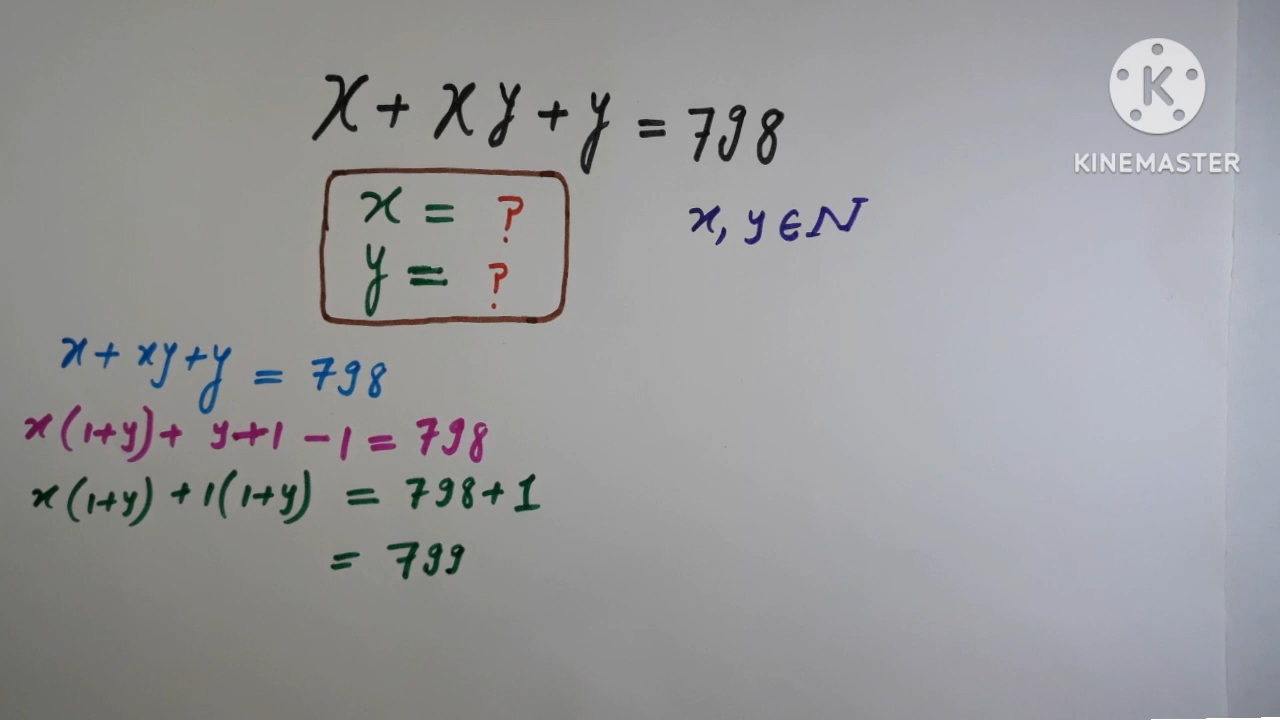 x + xy + y = 798
K
KINEMASTER
x = ?
x, y ∈ N
y = ?
x + xy + y = 798
x(1+y) + y+1 - 1 = 798
x(1+y) + 1(1+y) = 798+1
= 799